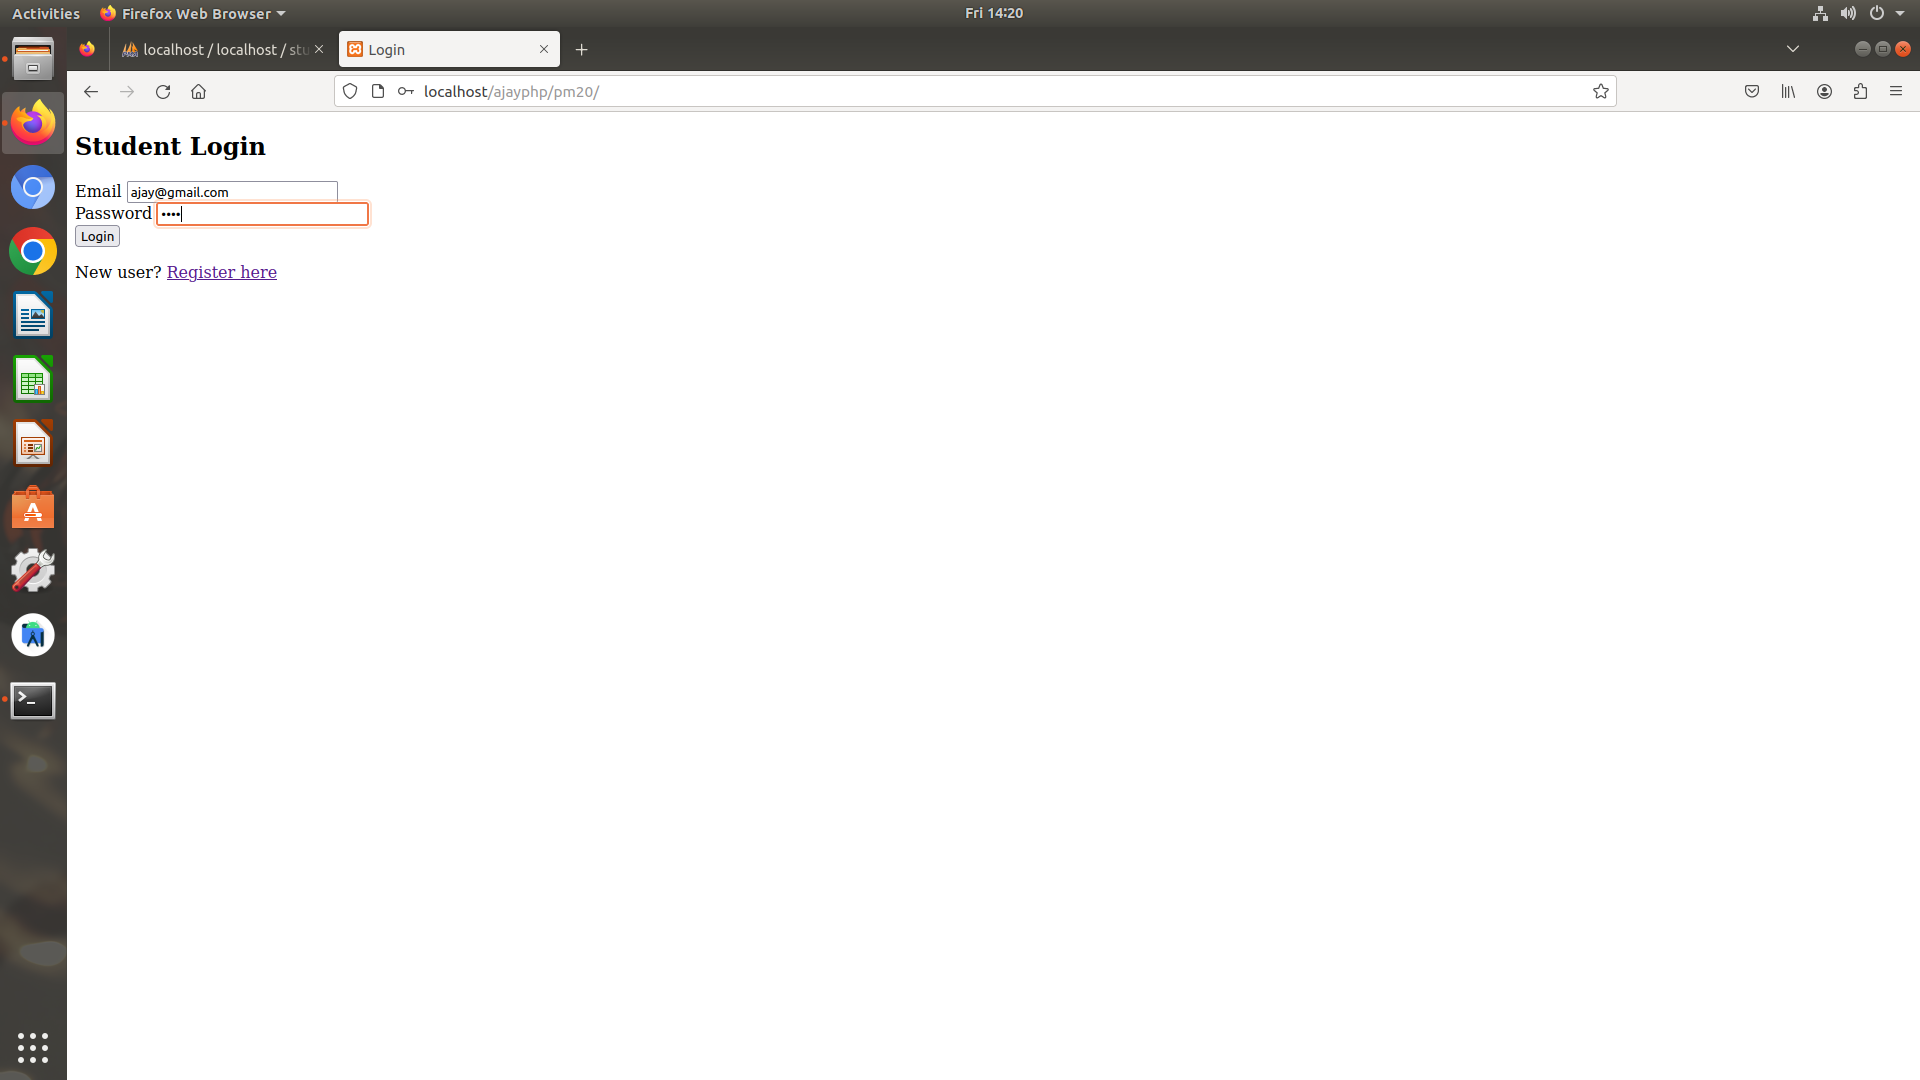 Activities
Firefox Web Browser
Fri 14:20
localhost / localhost / stu
Login
localhost/ajayphp/pm20/
Student Login
Email ajay@gmail.com
Password ••••
Login
New user? Register here